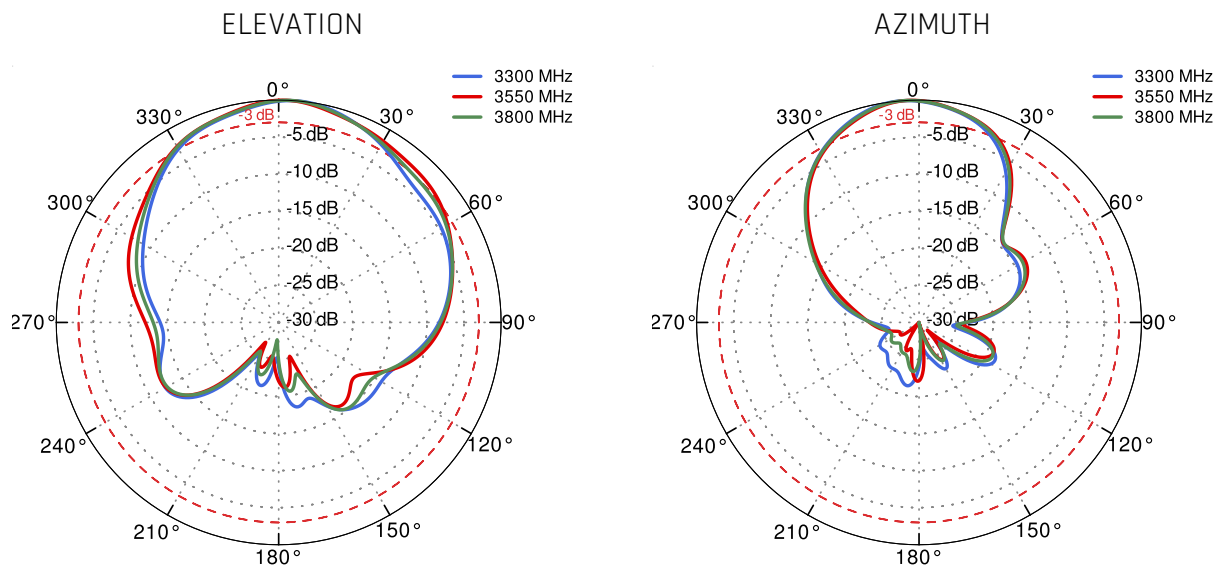 ELEVATION
AZIMUTH
3300 MHz
3550 MHz
3800 MHz
0°
30°
60°
90°
120°
150°
180°
210°
240°
270°
300°
330°
-3 dB
-5 dB
-10 dB
-15 dB
-20 dB
-25 dB
-30 dB
3300 MHz
3550 MHz
3800 MHz
0°
30°
60°
90°
120°
150°
180°
210°
240°
270°
300°
330°
-3 dB
-5 dB
-10 dB
-15 dB
-20 dB
-25 dB
-30 dB